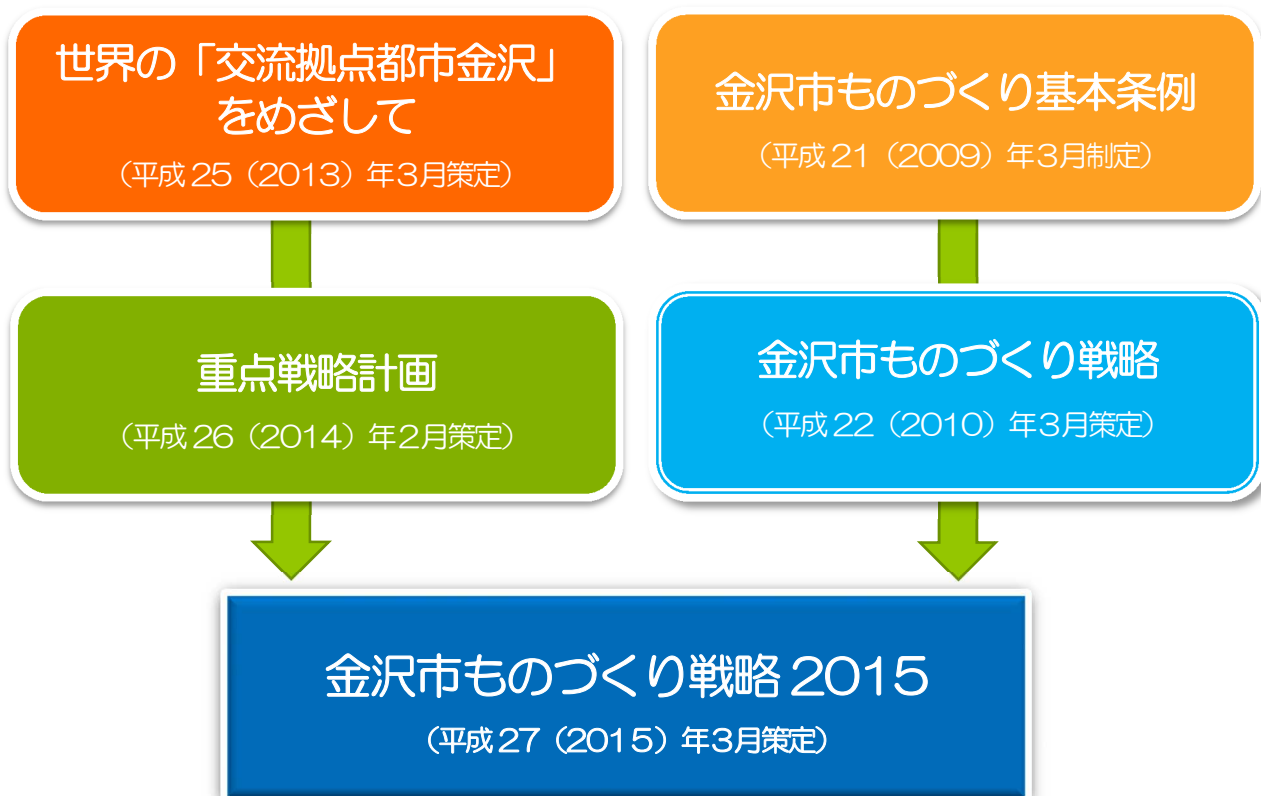 世界の「交流拠点都市金沢」
をめざして
（平成25（2013）年3月策定）
金沢市ものづくり基本条例
（平成21（2009）年3月制定）
重点戦略計画
（平成26（2014）年2月策定）
金沢市ものづくり戦略
（平成22（2010）年3月策定）
金沢市ものづくり戦略2015
（平成27（2015）年3月策定）